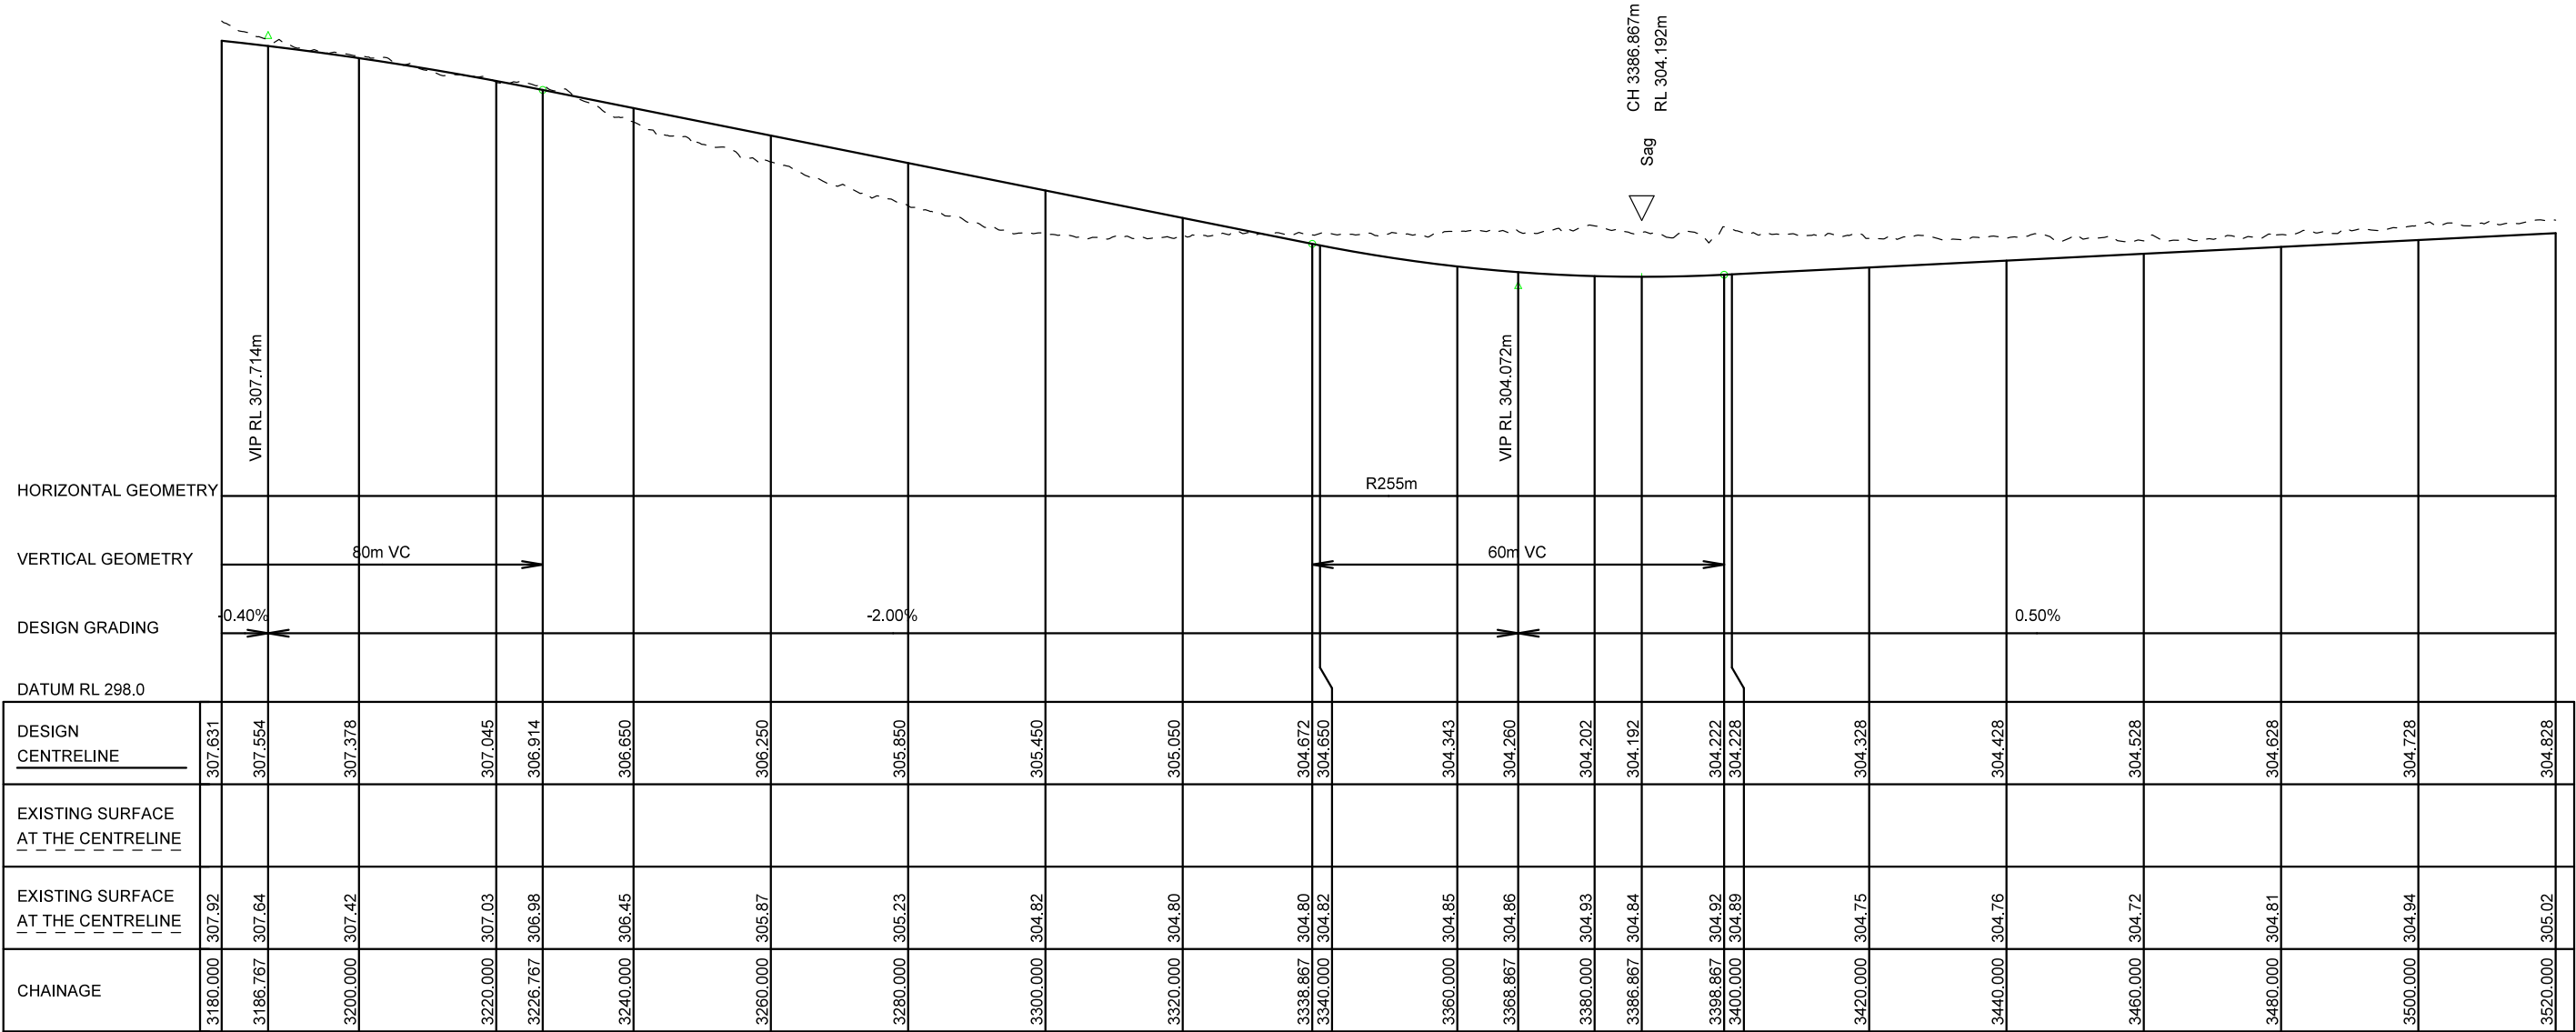 CH 3386.867m
RL 304.192m
Sag
VIP RL 307.714m
VIP RL 304.072m
HORIZONTAL GEOMETRY
R255m
VERTICAL GEOMETRY
80m VC
60m VC
DESIGN GRADING
-0.40%
-2.00%
0.50%
DATUM RL 298.0
DESIGN
CENTRELINE
307.631 307.554 307.378 307.045 306.914 306.650 306.250 305.850 305.450 305.050 304.672 304.650 304.343 304.260 304.202 304.192 304.222 304.228 304.328 304.428 304.528 304.628 304.728 304.828
EXISTING SURFACE
AT THE CENTRELINE
EXISTING SURFACE
AT THE CENTRELINE
307.92 307.64 307.42 307.03 306.98 306.45 305.87 305.23 304.82 304.80 304.80 304.82 304.85 304.86 304.93 304.84 304.92 304.89 304.75 304.76 304.72 304.81 304.94 305.02
CHAINAGE
3180.000 3186.767 3200.000 3220.000 3226.767 3240.000 3260.000 3280.000 3300.000 3320.000 3338.867 3340.000 3360.000 3368.867 3380.000 3386.867 3398.867 3400.000 3420.000 3440.000 3460.000 3480.000 3500.000 3520.000